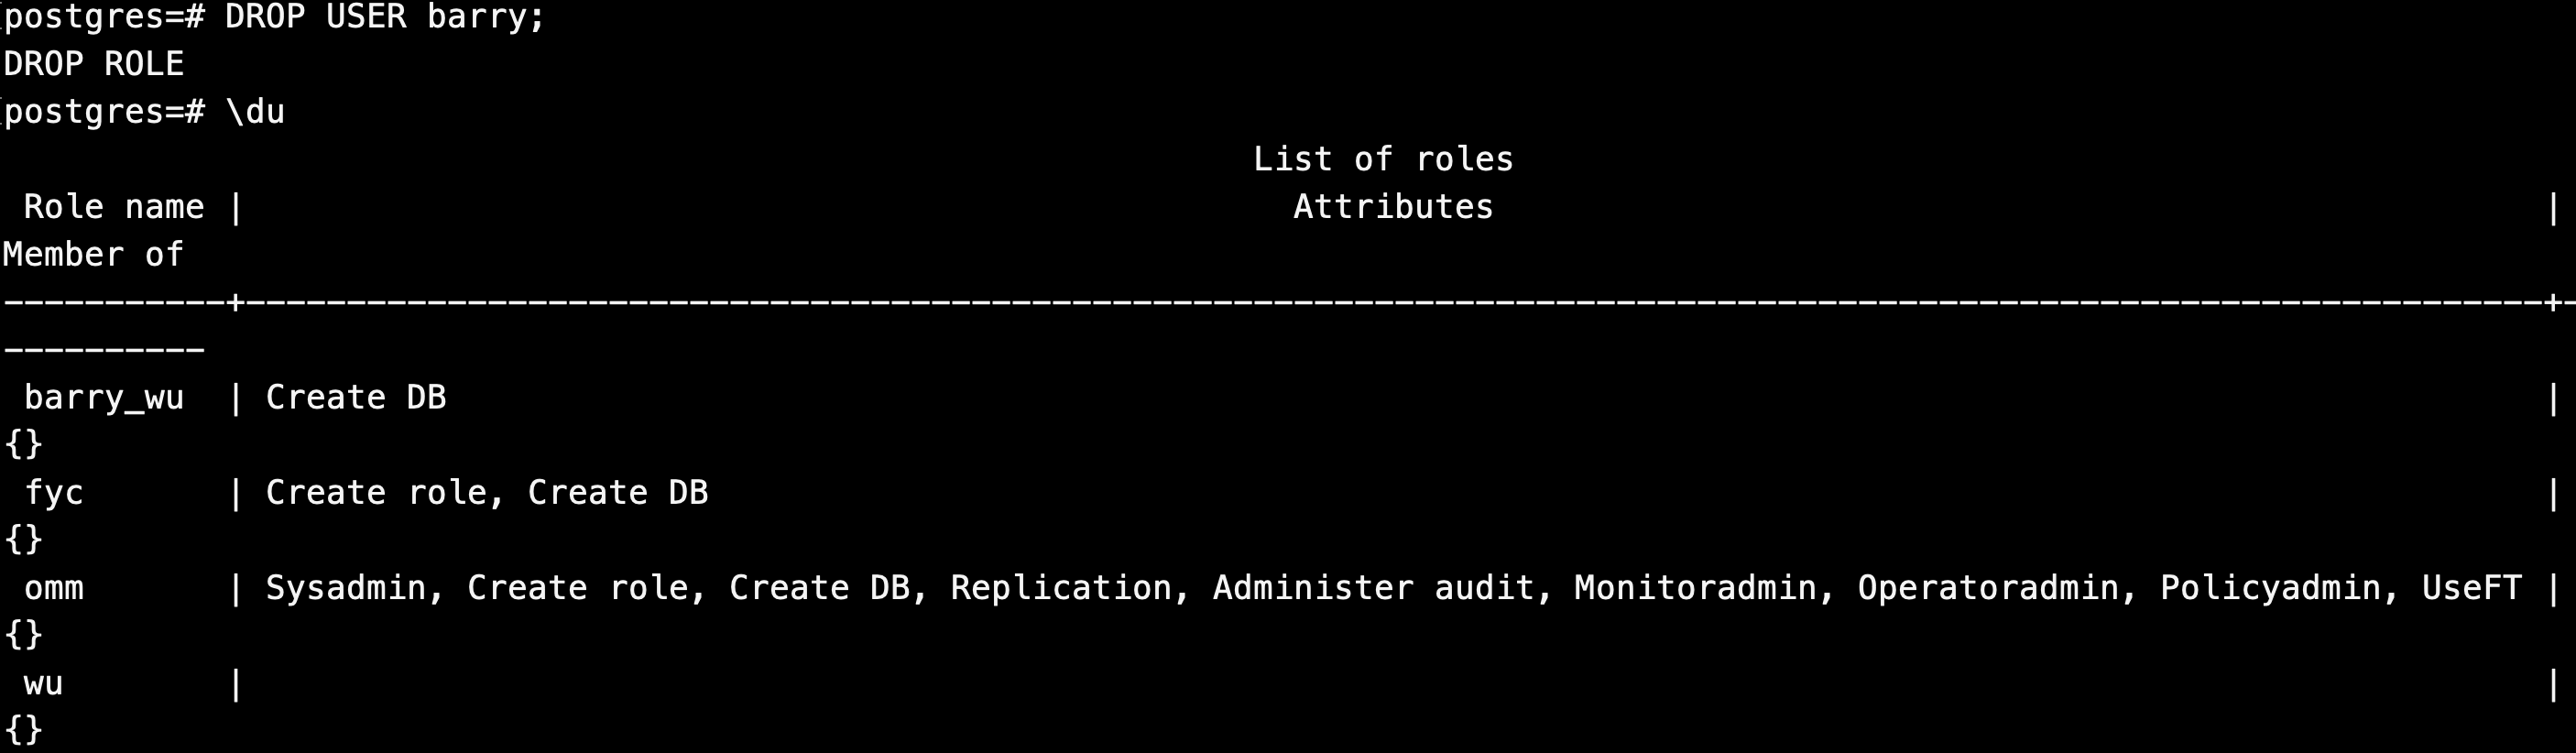 postgres=# DROP USER barry;
DROP ROLE
postgres=# \du
List of roles
Role name | Attributes |
Member of
-----------+------------------------------------------------------------------------------------------------------------------+-
----------
barry_wu | Create DB |
{}
fyc | Create role, Create DB |
{}
omm | Sysadmin, Create role, Create DB, Replication, Administer audit, Monitoradmin, Operatoradmin, Policyadmin, UseFT |
{}
wu | |
{}